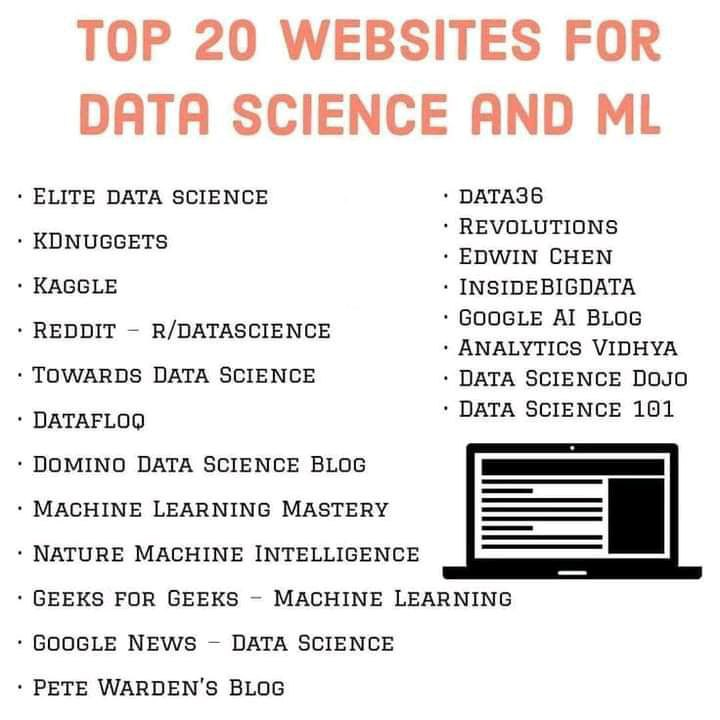 TOP 20 WEBSITES FOR
DATA SCIENCE AND ML
· ELITE DATA SCIENCE
· KDNUGGETS
· KAGGLE
· REDDIT – R/DATASCIENCE
· TOWARDS DATA SCIENCE
· DATAFLOQ
· DOMINO DATA SCIENCE BLOG
· MACHINE LEARNING MASTERY
· NATURE MACHINE INTELLIGENCE
· GEEKS FOR GEEKS – MACHINE LEARNING
· GOOGLE NEWS – DATA SCIENCE
· PETE WARDEN'S BLOG
· DATA36
· REVOLUTIONS
· EDWIN CHEN
· INSIDEBIGDATA
· GOOGLE AI BLOG
· ANALYTICS VIDHYA
· DATA SCIENCE DOJO
· DATA SCIENCE 101